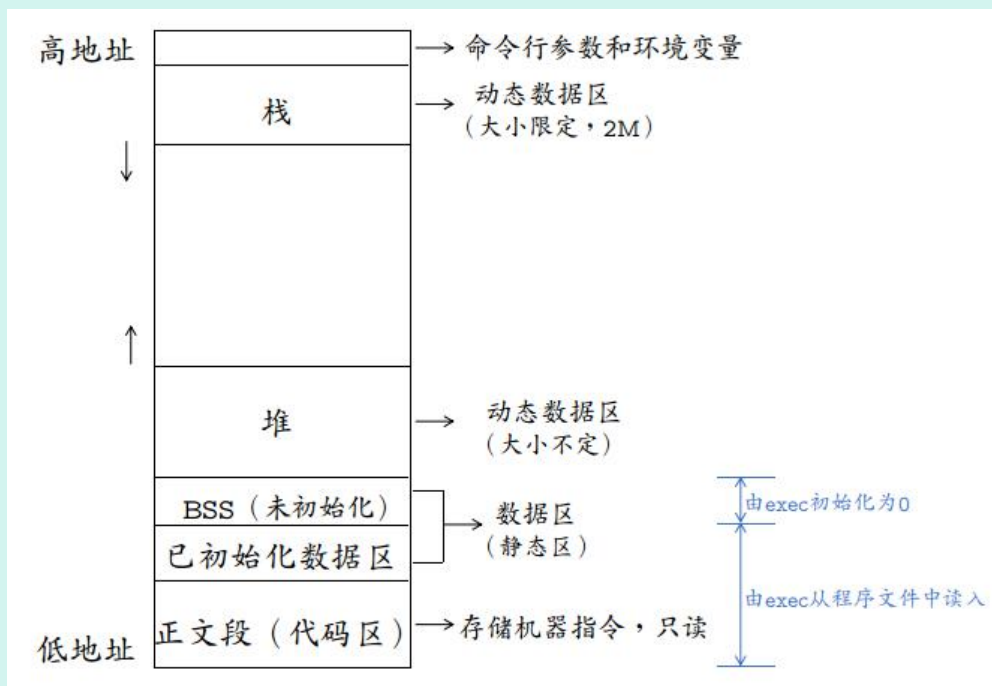 高地址
命令行参数和环境变量
栈
动态数据区
（大小限定，2M）
堆
动态数据区
（大小不定）
BSS（未初始化）
已初始化数据区
数据区
（静态区）
由exec初始化为0
由exec从程序文件中读入
正文段（代码区）
存储机器指令，只读
低地址